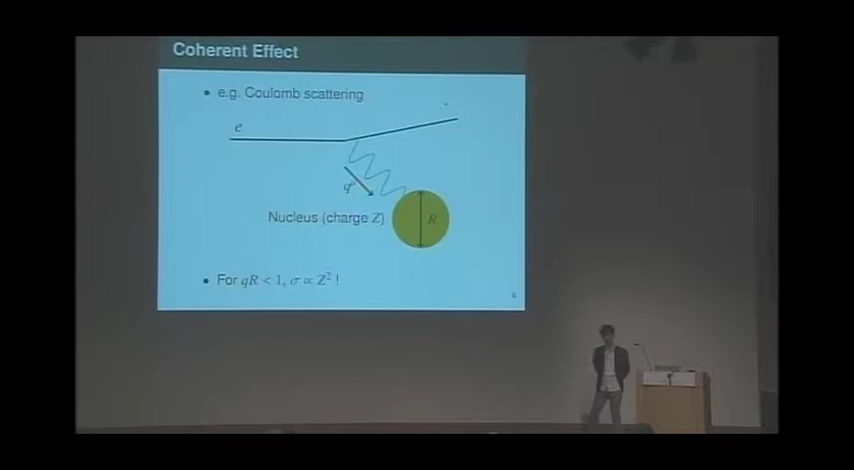 Coherent Effect
• e.g. Coulomb scattering
e
q
Nucleus (charge Z)
R
• For qR < 1, σ ∝ Z² !